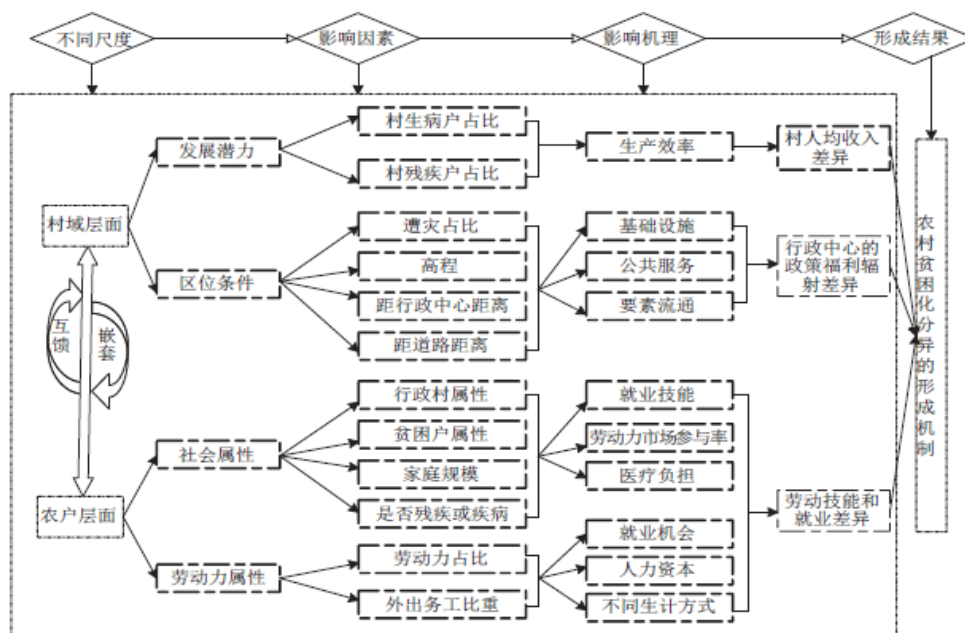 不同尺度
影响因素
影响机理
形成结果
村域层面
互馈
嵌套
农户层面
发展潜力
区位条件
社会属性
劳动力属性
村生病户占比
村残疾户占比
遭灾占比
高程
距行政中心距离
距道路距离
行政村属性
贫困户属性
家庭规模
是否残疾或疾病
劳动力占比
外出务工比重
生产效率
基础设施
公共服务
要素流通
就业技能
劳动力市场参与率
医疗负担
就业机会
人力资本
不同生计方式
村人均收入
差异
行政中心的
政策福利辐
射差异
劳动技能和
就业差异
农村贫困化分异的形成机制